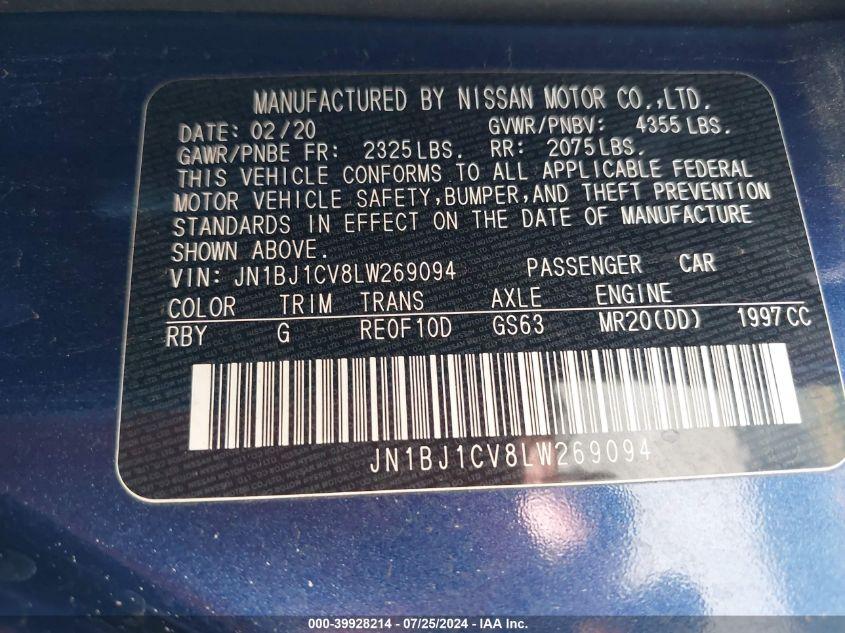 MANUFACTURED BY NISSAN MOTOR CO.,LTD.
DATE: 02/20 GVWR/PNBV: 4355 LBS.
GAWR/PNBE FR: 2325 LBS. RR: 2075 LBS.
THIS VEHICLE CONFORMS TO ALL APPLICABLE FEDERAL
MOTOR VEHICLE SAFETY,BUMPER,AND THEFT PREVENTION
STANDARDS IN EFFECT ON THE DATE OF MANUFACTURE
SHOWN ABOVE.
VIN: JN1BJ1CV8LW269094 PASSENGER CAR
COLOR TRIM TRANS AXLE ENGINE
RBY G RE0F10D GS63 MR20(DD) 1997 CC
JN1BJ1CV8LW269094
000-39928214 - 07/25/2024 - 1525751